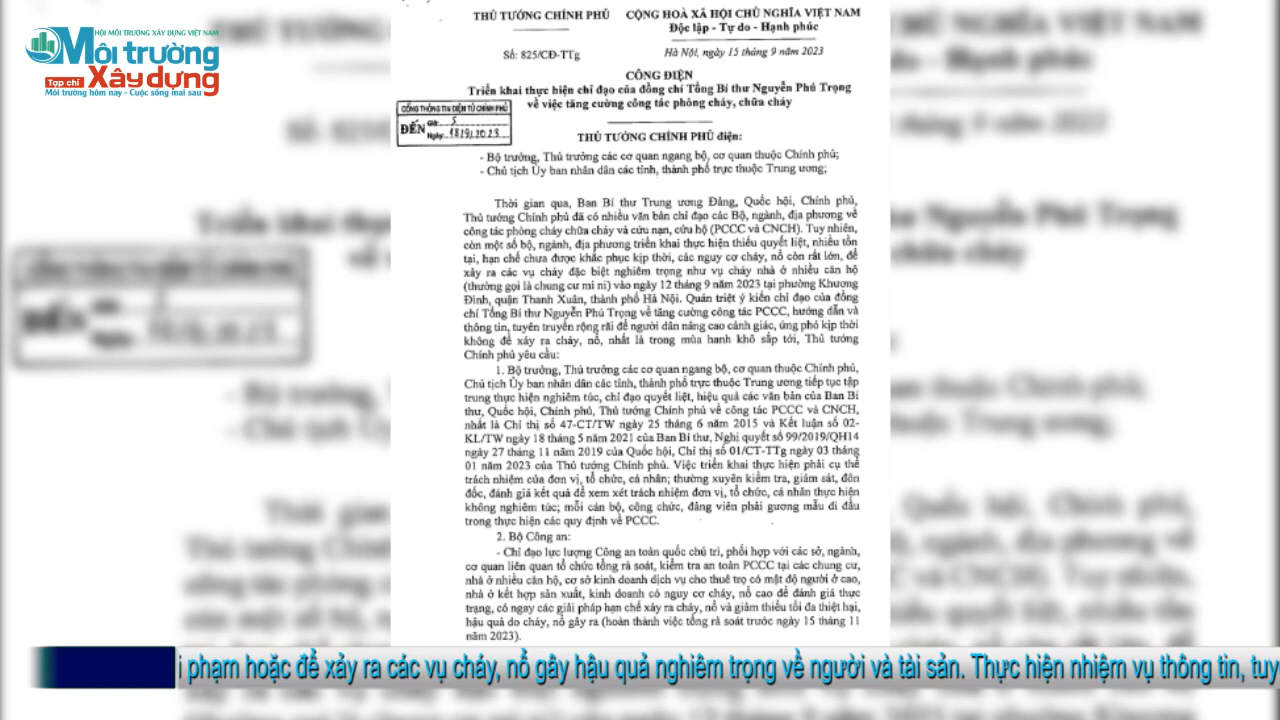 HỘI MÔI TRƯỜNG XÂY DỰNG VIỆT NAM
Môi trường
Tạp chí
Xây dựng
Môi trường hôm nay - Cuộc sống mai sau
THỦ TƯỚNG CHÍNH PHỦ
CỘNG HOÀ XÃ HỘI CHỦ NGHĨA VIỆT NAM
Độc lập - Tự do - Hạnh phúc
Số: 825/CĐ-TTg
Hà Nội, ngày 15 tháng 9 năm 2023
CÔNG ĐIỆN
Triển khai thực hiện chỉ đạo của đồng chí Tổng Bí thư Nguyễn Phú Trọng
về việc tăng cường công tác phòng cháy, chữa cháy
CỔNG THÔNG TIN ĐIỆN TỬ CHÍNH PHỦ
ĐẾN Giờ: S
Ngày: 18/9/2023
THỦ TƯỚNG CHÍNH PHỦ điện:
- Bộ trưởng, Thủ trưởng các cơ quan ngang bộ, cơ quan thuộc Chính phủ;
- Chủ tịch Ủy ban nhân dân các tỉnh, thành phố trực thuộc Trung ương;
Thời gian qua, Ban Bí thư Trung ương Đảng, Quốc hội, Chính phủ,
Thủ tướng Chính phủ đã có nhiều văn bản chỉ đạo các Bộ, ngành, địa phương về
công tác phòng cháy chữa cháy và cứu nạn, cứu hộ (PCCC và CNCH). Tuy nhiên,
còn một số bộ, ngành, địa phương triển khai thực hiện thiếu quyết liệt, nhiều tồn
tại, hạn chế chưa được khắc phục kịp thời, các nguy cơ cháy, nổ còn rất lớn, để
xảy ra các vụ cháy đặc biệt nghiêm trọng như vụ cháy nhà ở nhiều căn hộ
(thường gọi là chung cư mi ni) vào ngày 12 tháng 9 năm 2023 tại phường Khương
Đình, quận Thanh Xuân, thành phố Hà Nội. Quán triệt ý kiến chỉ đạo của đồng
chí Tổng Bí thư Nguyễn Phú Trọng về tăng cường công tác PCCC, hướng dẫn và
thông tin, tuyên truyền rộng rãi để người dân nâng cao cảnh giác, ứng phó kịp thời
không để xảy ra cháy, nổ, nhất là trong mùa hanh khô sắp tới, Thủ tướng
Chính phủ yêu cầu:
1. Bộ trưởng, Thủ trưởng các cơ quan ngang bộ, cơ quan thuộc Chính phủ,
Chủ tịch Ủy ban nhân dân các tỉnh, thành phố trực thuộc Trung ương tiếp tục tập
trung thực hiện nghiêm túc, chỉ đạo quyết liệt, hiệu quả các văn bản của Ban Bí
thư, Quốc hội, Chính phủ, Thủ tướng Chính phủ về công tác PCCC và CNCH,
nhất là Chỉ thị số 47-CT/TW ngày 25 tháng 6 năm 2015 và Kết luận số 02-
KL/TW ngày 18 tháng 5 năm 2021 của Ban Bí thư, Nghị quyết số 99/2019/QH14
ngày 27 tháng 11 năm 2019 của Quốc hội, Chỉ thị số 01/CT-TTg ngày 03 tháng
01 năm 2023 của Thủ tướng Chính phủ. Việc triển khai thực hiện phải cụ thể
trách nhiệm của đơn vị, tổ chức, cá nhân; thường xuyên kiểm tra, giám sát, đôn
đốc, đánh giá kết quả để xem xét trách nhiệm đơn vị, tổ chức, cá nhân thực hiện
không nghiêm túc; mỗi cán bộ, công chức, đảng viên phải gương mẫu đi đầu
trong thực hiện các quy định về PCCC.
2. Bộ Công an:
- Chỉ đạo lực lượng Công an toàn quốc chủ trì, phối hợp với các sở, ngành,
cơ quan liên quan tổ chức tổng rà soát, kiểm tra an toàn PCCC tại các chung cư,
nhà ở nhiều căn hộ, cơ sở kinh doanh dịch vụ cho thuê trọ có mật độ người ở cao,
nhà ở kết hợp sản xuất, kinh doanh có nguy cơ cháy, nổ cao để đánh giá thực
trạng, có ngay các giải pháp hạn chế xảy ra cháy, nổ và giảm thiểu tối đa thiệt hại,
hậu quả do cháy, nổ gây ra (hoàn thành việc tổng rà soát trước ngày 15 tháng 11
năm 2023).
i phạm hoặc để xảy ra các vụ cháy, nổ gây hậu quả nghiêm trọng về người và tài sản. Thực hiện nhiệm vụ thông tin, tuy